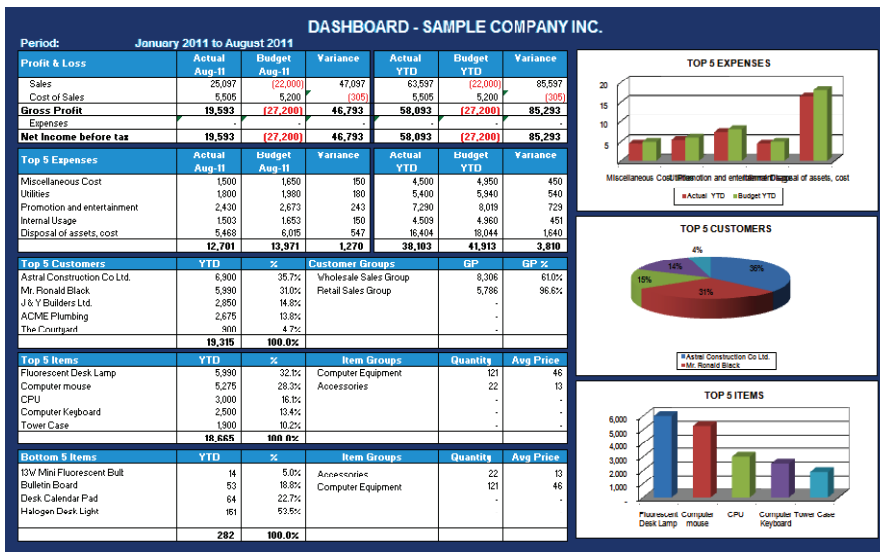 DASHBOARD - SAMPLE COMPANY INC.
Period: January 2011 to August 2011
Profit & Loss Actual Aug-11 Budget Aug-11 Variance Actual YTD Budget YTD Variance
Sales 25,097 (22,000) 47,097 63,597 (22,000) 85,597
Cost of Sales 5,505 5,200 (305) 5,505 5,200 (305)
Gross Profit 19,593 (27,200) 46,793 58,093 (27,200) 85,293
Expenses - - - - - -
Net Income before tax 19,593 (27,200) 46,793 58,093 (27,200) 85,293
Top 5 Expenses Actual Aug-11 Budget Aug-11 Variance Actual YTD Budget YTD Variance
Miscellaneous Cost 1,500 1,650 150 4,500 4,950 450
Utilities 1,800 1,980 180 5,400 5,940 540
Promotion and entertainment 2,430 2,673 243 7,290 8,019 729
Internal Usage 1,503 1,653 150 4,509 4,960 451
Disposal of assets, cost 5,468 6,015 547 16,404 18,044 1,640
12,701 13,971 1,270 38,103 41,913 3,810
Top 5 Customers YTD % Customer Groups GP GP %
Astral Construction Co Ltd. 6,900 35.7% Wholesale Sales Group 8,306 61.0%
Mr. Ronald Black 5,990 31.0% Retail Sales Group 5,786 96.6%
J & Y Builders Ltd. 2,850 14.8% -
ACME Plumbing 2,675 13.8% -
The Courtyard 900 4.7% -
19,315 100.0%
Top 5 Items YTD % Item Groups Quantity Avg Price
Fluorescent Desk Lamp 5,990 32.1% Computer Equipment 121 46
Computer mouse 5,275 28.3% Accessories 22 13
CPU 3,000 16.1% - -
Computer Keyboard 2,500 13.4% - -
Tower Case 1,900 10.2% - -
18,665 100.0%
Bottom 5 Items YTD % Item Groups Quantity Avg Price
13W Mini Fluorescent Bulb 14 5.0% Accessories 22 13
Bulletin Board 53 18.8% Computer Equipment 121 46
Desk Calendar Pad 64 22.7% - -
Halogen Desk Light 151 53.5% - -
282 100.0%
TOP 5 EXPENSES
20
15
10
5
Miscellaneous Cost Promotion and Disposal of assets, cost
Actual YTD Budget YTD
TOP 5 CUSTOMERS
4%
14% 36%
15%
31%
Astral Construction Co Ltd.
Mr. Ronald Black
TOP 5 ITEMS
6,000
5,000
4,000
3,000
2,000
1,000
-
Fluorescent Desk Lamp Computer mouse CPU Computer Keyboard Tower Case